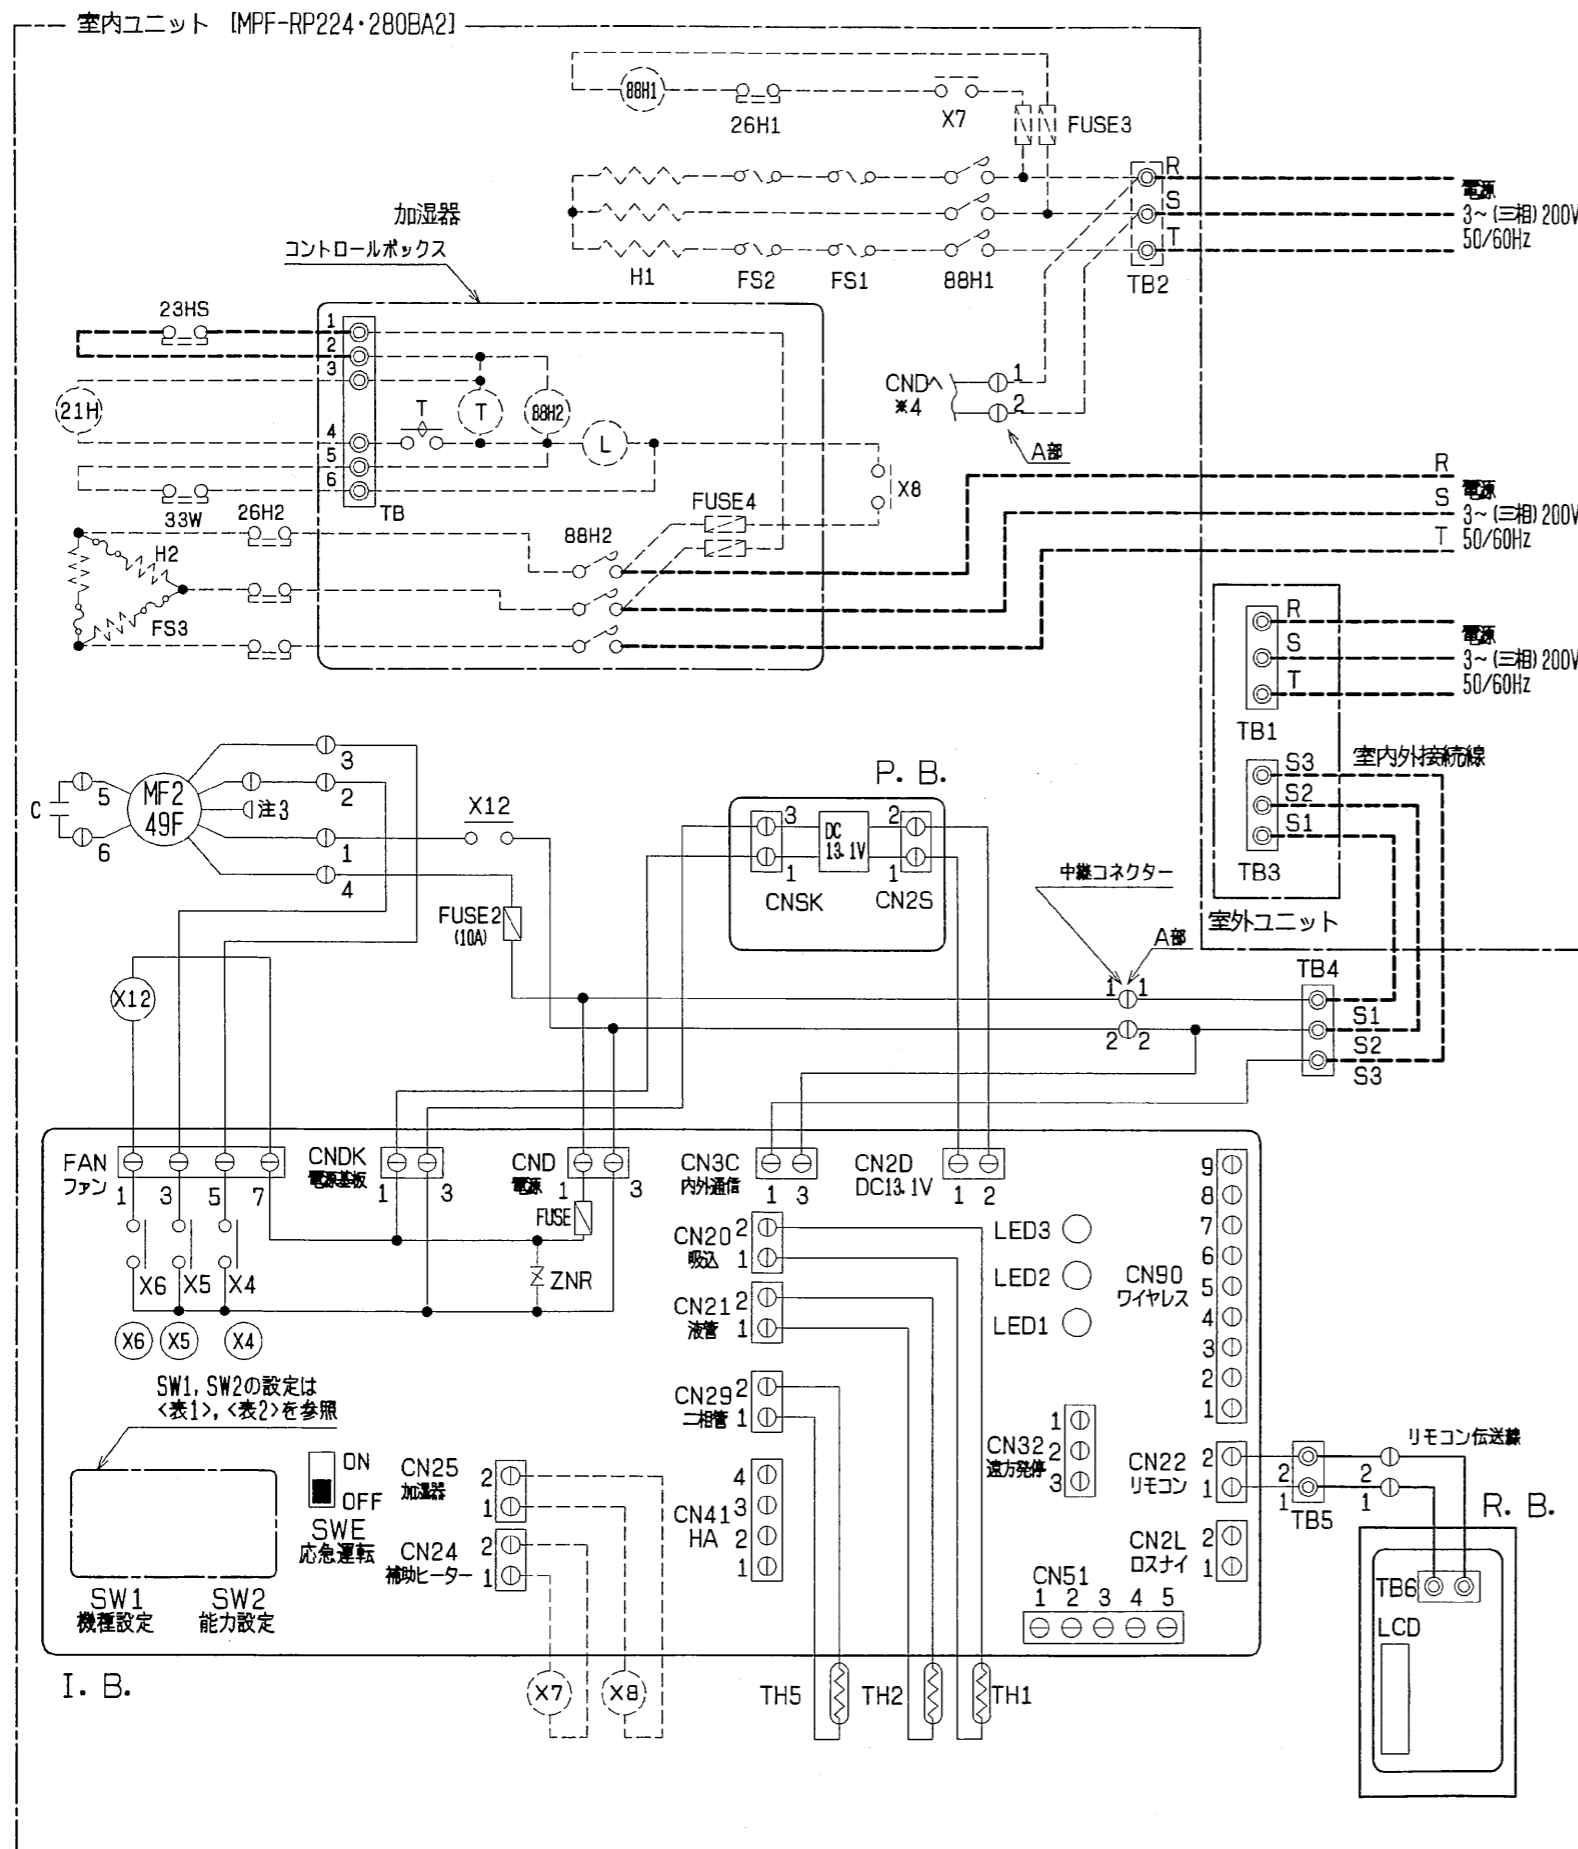 室内ユニット [MPF-RP224・280BA2]
88H1
26H1
X7
FUSE3
R
S
T
電源
3~(三相)200V
50/60Hz
H1
FS2
FS1
88H1
TB2
加湿器
コントロールボックス
23HS
1
2
3
21H
T
T
88H2
L
4
5
6
TB
33W
X8
CNDへ
※4
1
2
A部
26H2
H2
FS3
88H2
FUSE4
R
S
T
電源
3~(三相)200V
50/60Hz
R
S
T
電源
3~(三相)200V
50/60Hz
TB1
S3
S2
S1
TB3
室内外接続線
室外ユニット
C
5
6
MF2
49F
3
2
注3
1
4
X12
FUSE2
(10A)
P. B.
3
1
DC
13.1V
2
1
CNSK
CN2S
中継コネクター
A部
1 1
2 2
TB4
S1
S2
S3
X12
FAN
ファン
1 3 5 7
CNDK
電源基板
1 3
CND
電源
1 3
FUSE
CN3C
内外通信
1 3
CN2D
DC13.1V
1 2
X6 X5 X4
ZNR
X6 X5 X4
CN20
吸込
2
1
CN21
液管
2
1
CN29
二相管
2
1
LED3
LED2
LED1
CN90
ワイヤレス
9
8
7
6
5
4
3
2
1
SW1,SW2の設定は
<表1>,<表2>を参照
SW1
機種設定
SW2
能力設定
ON
OFF
SWE
応急運転
CN25
加湿器
2
1
CN24
補助ヒーター
2
1
CN41
HA
4
3
2
1
CN32
遠方発停
1
2
3
CN22
リモコン
2
1
2
1
TB5
2
1
リモコン伝送線
CN2L
ロスナイ
2
1
CN51
1 2 3 4 5
R. B.
TB6
LCD
I. B.
X7
X8
TH5
TH2
TH1